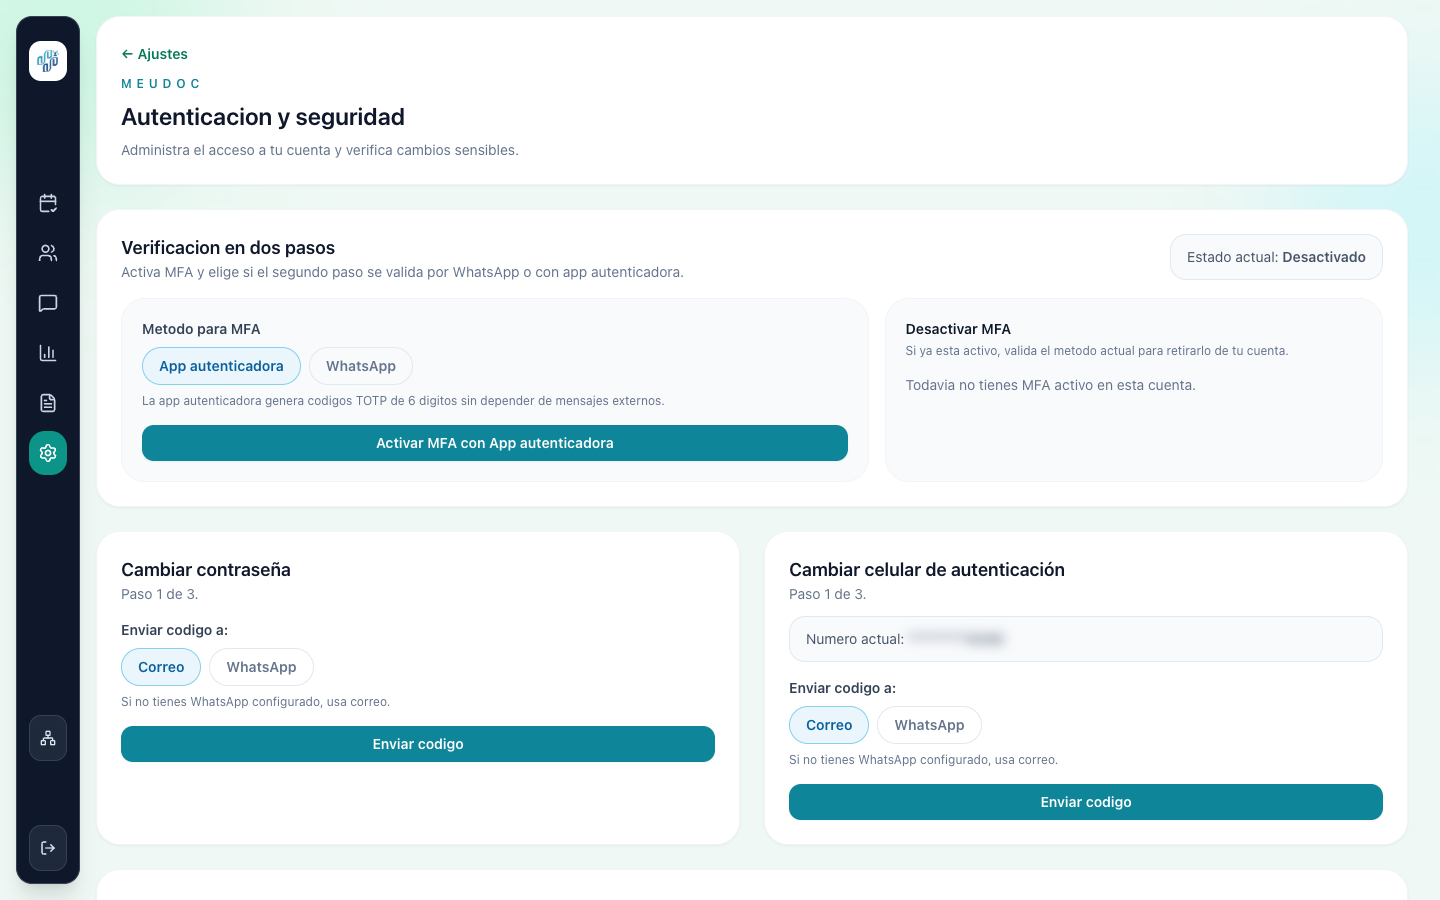 ← Ajustes
MEUDOC
Autenticacion y seguridad
Administra el acceso a tu cuenta y verifica cambios sensibles.
Verificacion en dos pasos
Activa MFA y elige si el segundo paso se valida por WhatsApp o con app autenticadora.
Estado actual: Desactivado
Metodo para MFA
App autenticadora
WhatsApp
La app autenticadora genera codigos TOTP de 6 digitos sin depender de mensajes externos.
Activar MFA con App autenticadora
Desactivar MFA
Si ya esta activo, valida el metodo actual para retirarlo de tu cuenta.
Todavia no tienes MFA activo en esta cuenta.
Cambiar contraseña
Paso 1 de 3.
Enviar codigo a:
Correo
WhatsApp
Si no tienes WhatsApp configurado, usa correo.
Enviar codigo
Cambiar celular de autenticación
Paso 1 de 3.
Numero actual:
Enviar codigo a:
Correo
WhatsApp
Si no tienes WhatsApp configurado, usa correo.
Enviar codigo